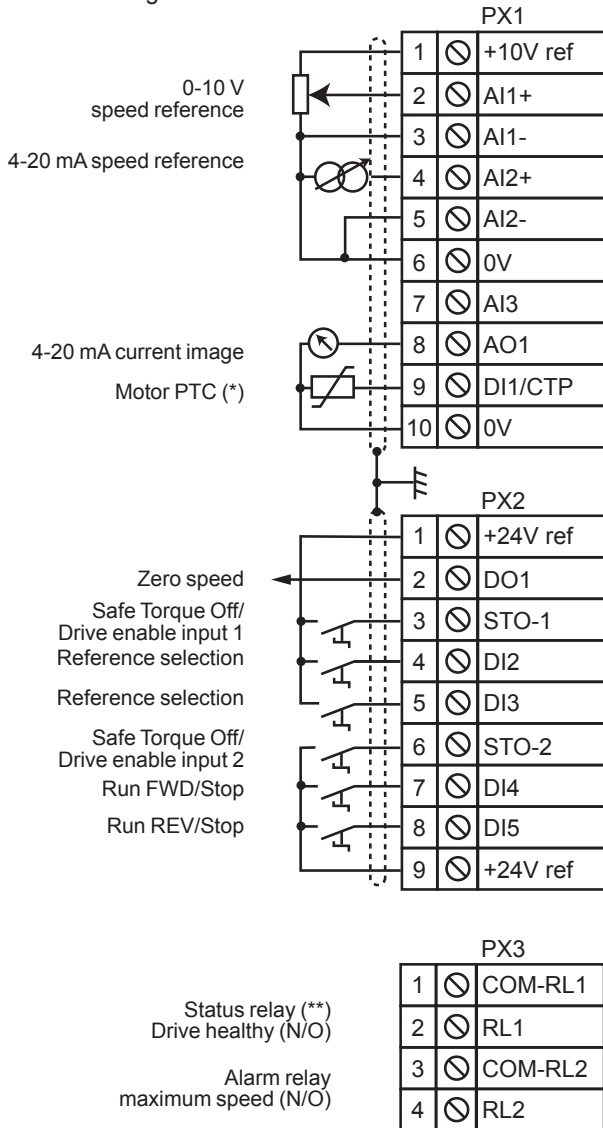 PX1
1 +10V ref
0-10 V
speed reference
2 AI1+
3 AI1-
4-20 mA speed reference
4 AI2+
5 AI2-
6 0V
7 AI3
4-20 mA current image
8 AO1
Motor PTC (*)
9 DI1/CTP
10 0V
PX2
1 +24V ref
Zero speed
2 DO1
Safe Torque Off/
Drive enable input 1
3 STO-1
Reference selection
4 DI2
Reference selection
5 DI3
Safe Torque Off/
Drive enable input 2
6 STO-2
Run FWD/Stop
7 DI4
Run REV/Stop
8 DI5
9 +24V ref
PX3
1 COM-RL1
Status relay (**)
Drive healthy (N/O)
2 RL1
3 COM-RL2
Alarm relay
maximum speed (N/O)
4 RL2